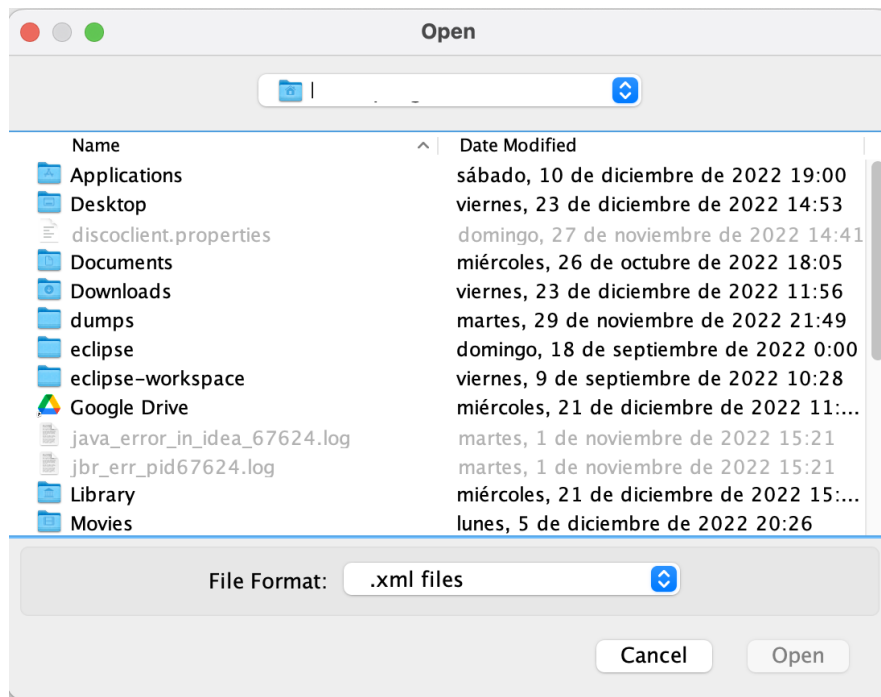 Open
Name Date Modified
Applications sábado, 10 de diciembre de 2022 19:00
Desktop viernes, 23 de diciembre de 2022 14:53
discoclient.properties domingo, 27 de noviembre de 2022 14:41
Documents miércoles, 26 de octubre de 2022 18:05
Downloads viernes, 23 de diciembre de 2022 11:56
dumps martes, 29 de noviembre de 2022 21:49
eclipse domingo, 18 de septiembre de 2022 0:00
eclipse-workspace viernes, 9 de septiembre de 2022 10:28
Google Drive miércoles, 21 de diciembre de 2022 11:...
java_error_in_idea_67624.log martes, 1 de noviembre de 2022 15:21
jbr_err_pid67624.log martes, 1 de noviembre de 2022 15:21
Library miércoles, 21 de diciembre de 2022 15:...
Movies lunes, 5 de diciembre de 2022 20:26
File Format: .xml files
Cancel Open